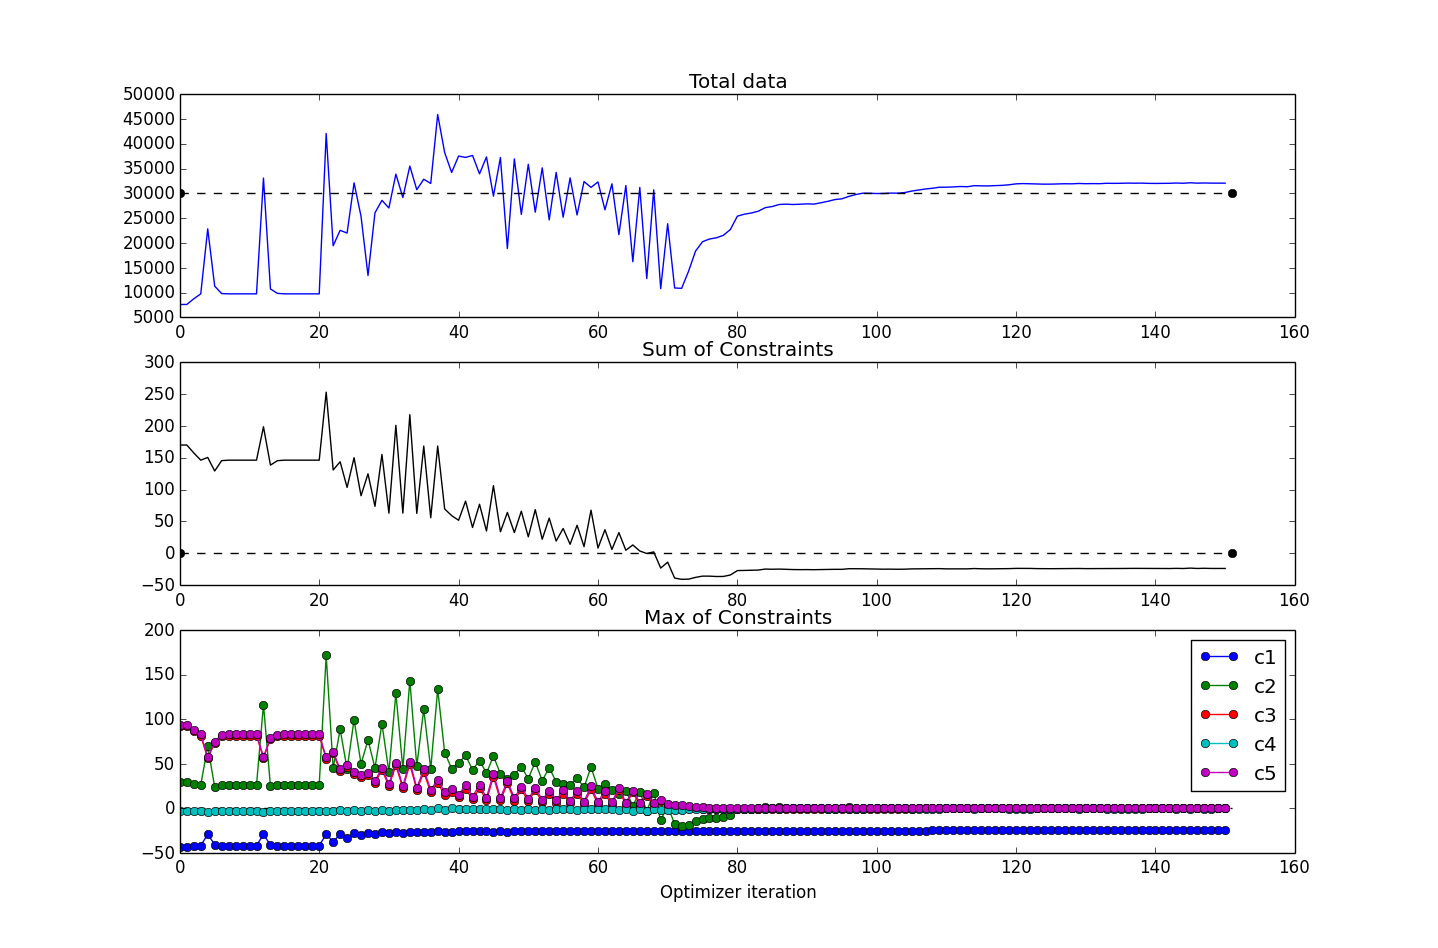 Total data
50000
45000
40000
35000
30000
25000
20000
15000
10000
5000
0 20 40 60 80 100 120 140 160
Sum of Constraints
300
250
200
150
100
50
0
−50
0 20 40 60 80 100 120 140 160
Max of Constraints
200
150
100
50
0
−50
c1
c2
c3
c4
c5
0 20 40 60 80 100 120 140 160
Optimizer iteration